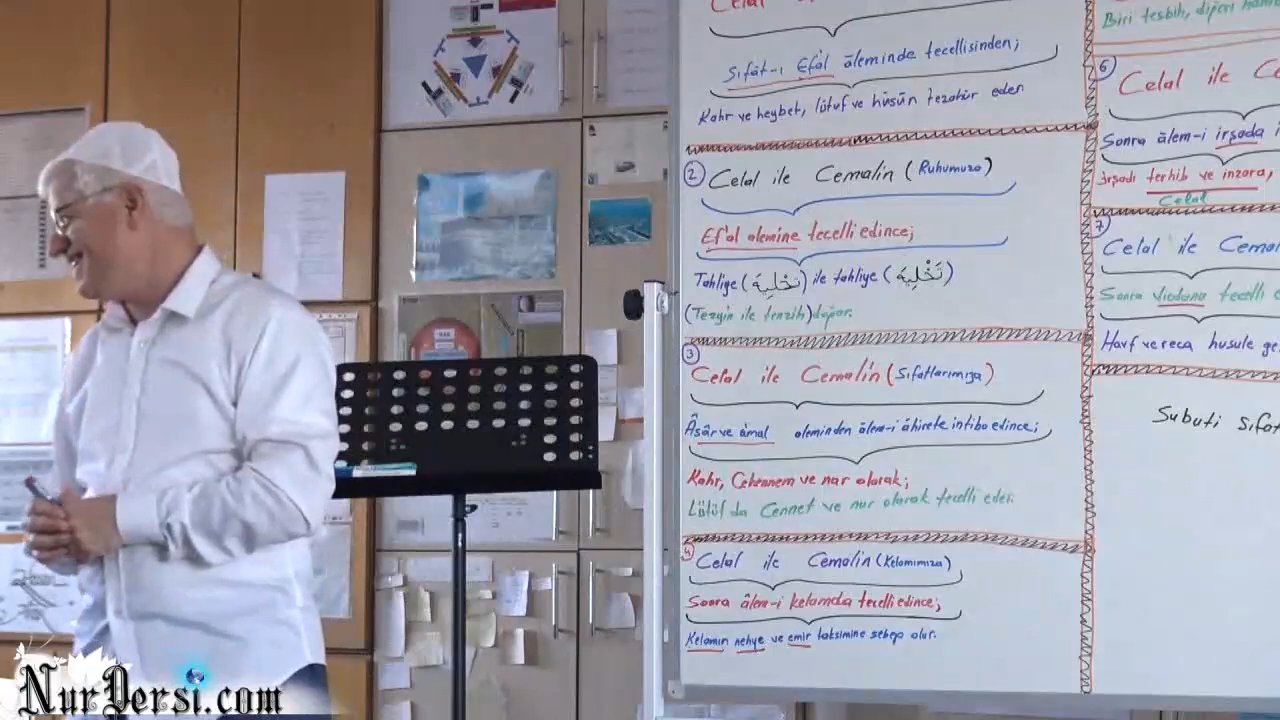 Celal
Sıfât-ı Ef'âl âleminde tecellisinden;
Kahr ve heybet, lütuf ve hüsün tezahür eder
2 Celal ile Cemalin (Ruhumuza)
Ef'al alemine tecelli edince;
Tahliye (تحْلِيَه) ile tahliye (تَخْلِيَه)
(Tezyin ile tenzih) doğar.
3
Celal ile Cemalin (Sıfatlarımıza)
Âsâr ve âmal aleminden âlem-i âhirete intiba edince;
Kahr, Cehennem ve nar olarak;
Lütüf da Cennet ve nur olarak tecelli eder.
Celal ile Cemalin (Kelamımıza)
Sonra âlem-i kelamda tecelli edince;
Kelamın nehye ve emir taksimine sebep olur.
Biri tesbih, diğeri
6
Celal ile
Sonra âlem-i irşada
İrşadı terhib ve inzara,
Celal
7
Celal ile Cemal
Sonra vicdana tecelli
Havf ve reca husule ge
Subuti sıfat
NurDersi.com